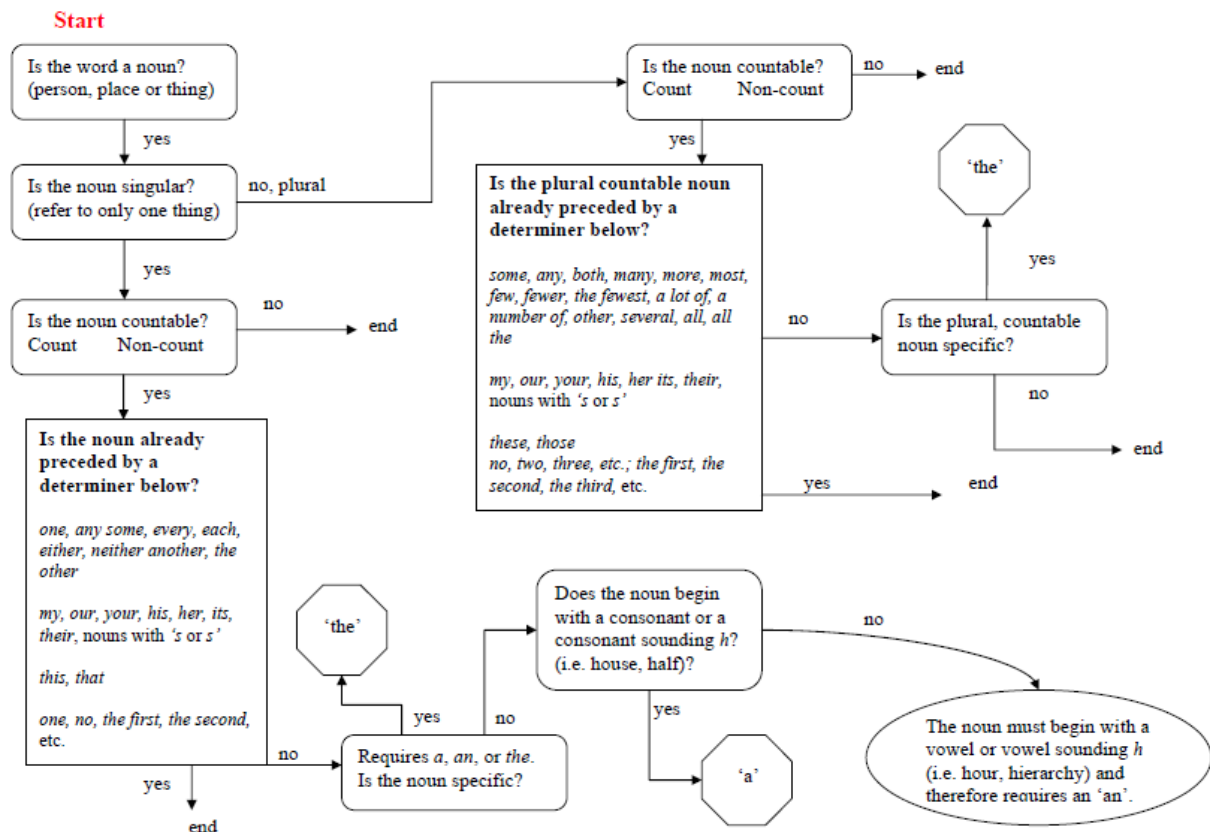 Start
Is the word a noun?
(person, place or thing)
yes
Is the noun singular?
(refer to only one thing)
no, plural
yes
Is the noun countable?
Count Non-count
no
end
yes
Is the noun already
preceded by a
determiner below?
one, any some, every, each,
either, neither another, the
other
my, our, your, his, her, its,
their, nouns with ‘s or s’
this, that
one, no, the first, the second,
etc.
yes
end
no
Requires a, an, or the.
Is the noun specific?
yes
‘the’
no
Does the noun begin
with a consonant or a
consonant sounding h?
(i.e. house, half)?
yes
‘a’
no
The noun must begin with a
vowel or vowel sounding h
(i.e. hour, hierarchy) and
therefore requires an ‘an’.
Is the noun countable?
Count Non-count
no
end
yes
Is the plural countable noun
already preceded by a
determiner below?
some, any, both, many, more, most,
few, fewer, the fewest, a lot of, a
number of, other, several, all, all
the
my, our, your, his, her its, their,
nouns with ‘s or s’
these, those
no, two, three, etc.; the first, the
second, the third, etc.
yes
end
no
Is the plural, countable
noun specific?
yes
‘the’
no
end